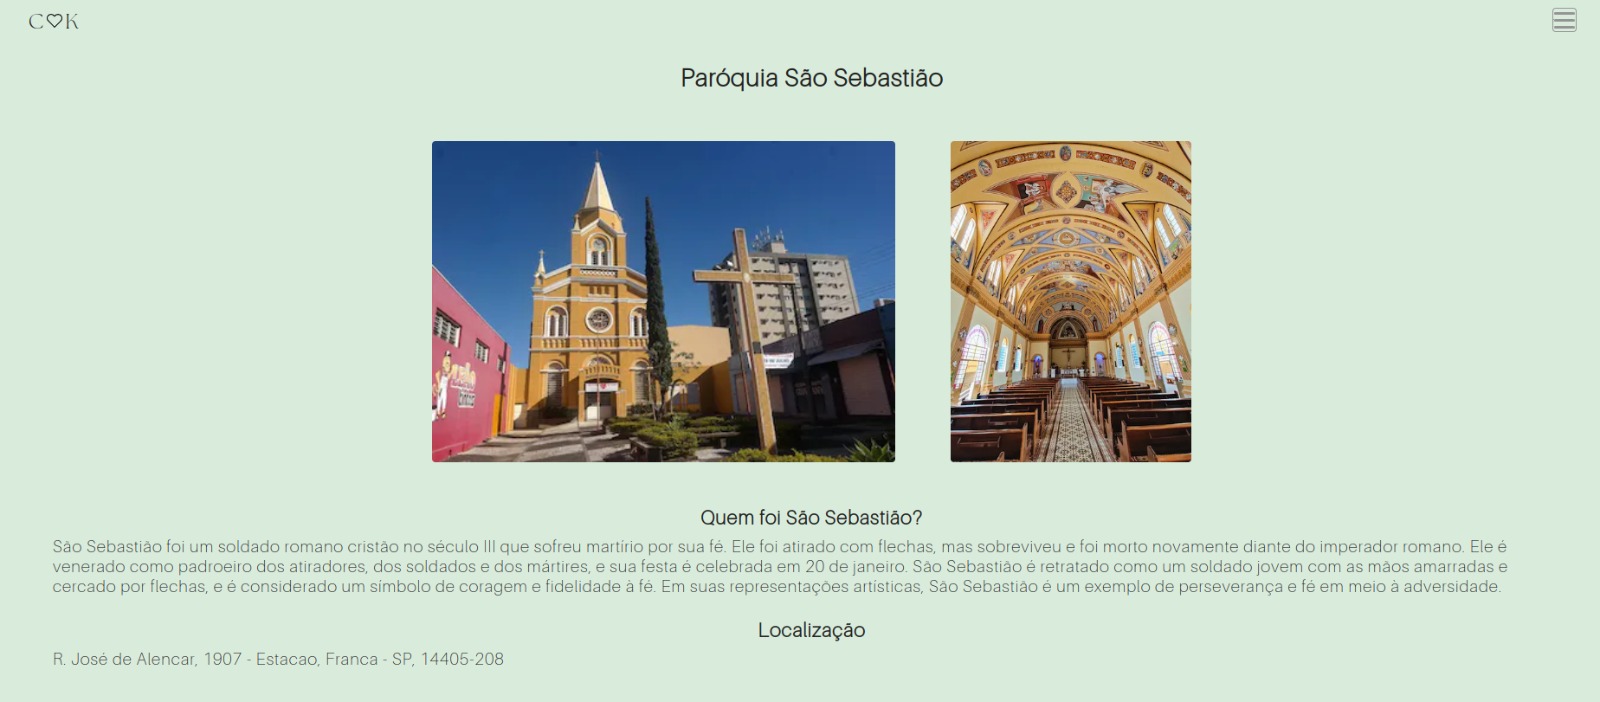 C♡K
Paróquia São Sebastião
Quem foi São Sebastião?
São Sebastião foi um soldado romano cristão no século III que sofreu martírio por sua fé. Ele foi atirado com flechas, mas sobreviveu e foi morto novamente diante do imperador romano. Ele é
venerado como padroeiro dos atiradores, dos soldados e dos mártires, e sua festa é celebrada em 20 de janeiro. São Sebastião é retratado como um soldado jovem com as mãos amarradas e
cercado por flechas, e é considerado um símbolo de coragem e fidelidade à fé. Em suas representações artísticas, São Sebastião é um exemplo de perseverança e fé em meio à adversidade.
Localização
R. José de Alencar, 1907 - Estacao, Franca - SP, 14405-208